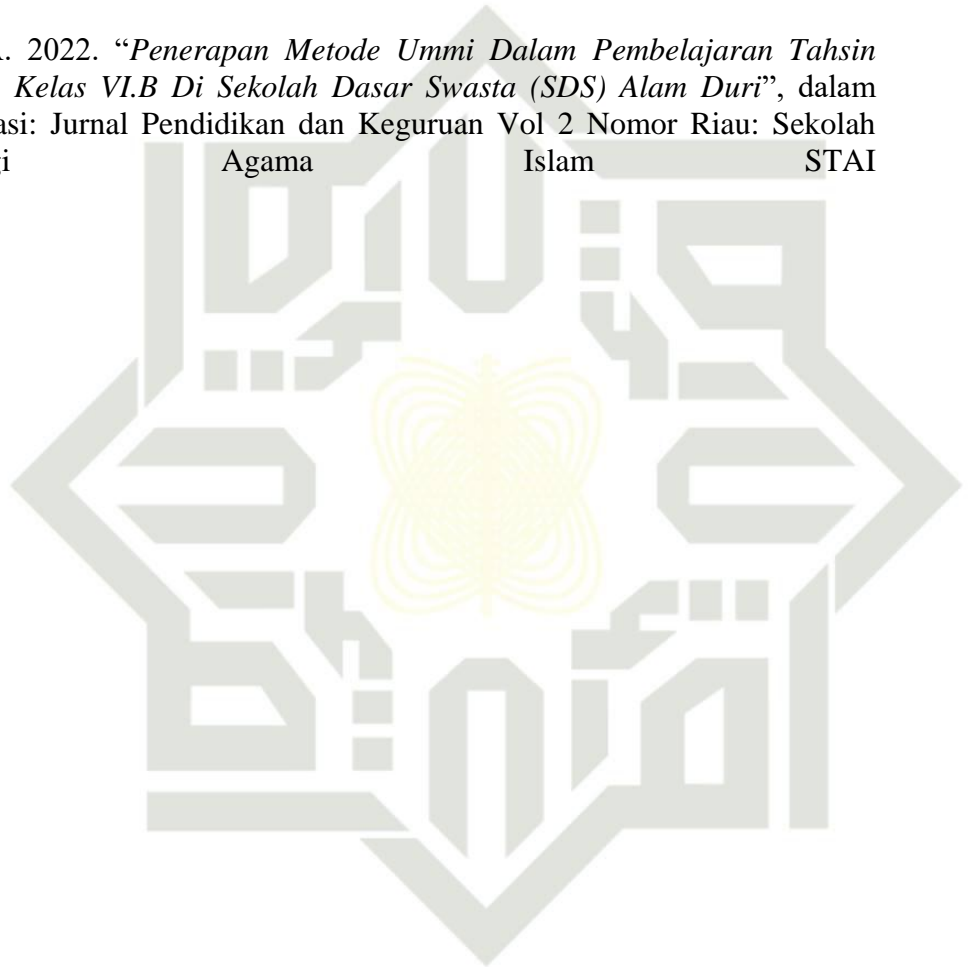 . 2022. “Penerapan Metode Ummi Dalam Pembelajaran Tahsin
Kelas VI.B Di Sekolah Dasar Swasta (SDS) Alam Duri”, dalam
asi: Jurnal Pendidikan dan Keguruan Vol 2 Nomor Riau: Sekolah
gi Agama Islam STAI